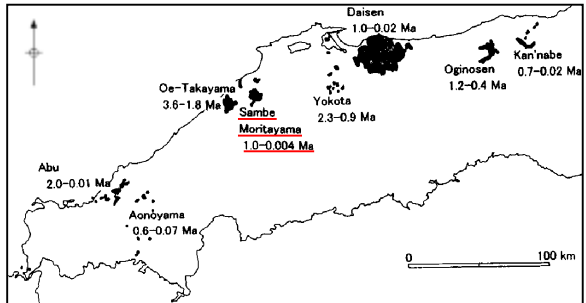 Daisen
1.0-0.02 Ma
Kan'nabe
0.7-0.02 Ma
Oginosen
1.2-0.4 Ma
Oe-Takayama
3.6-1.8 Ma
Yokota
2.3-0.9 Ma
Sambe
Moritayama
1.0-0.004 Ma
Abu
2.0-0.01 Ma
Aonoyama
0.6-0.07 Ma
0 100 km